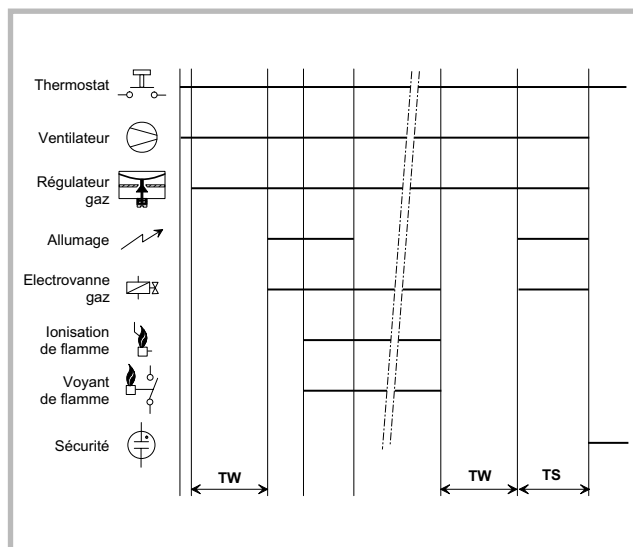 Thermostat
Ventilateur
Régulateur
gaz
Allumage
Electrovanne
gaz
Ionisation
de flamme
Voyant
de flamme
Sécurité
TW
TW
TS